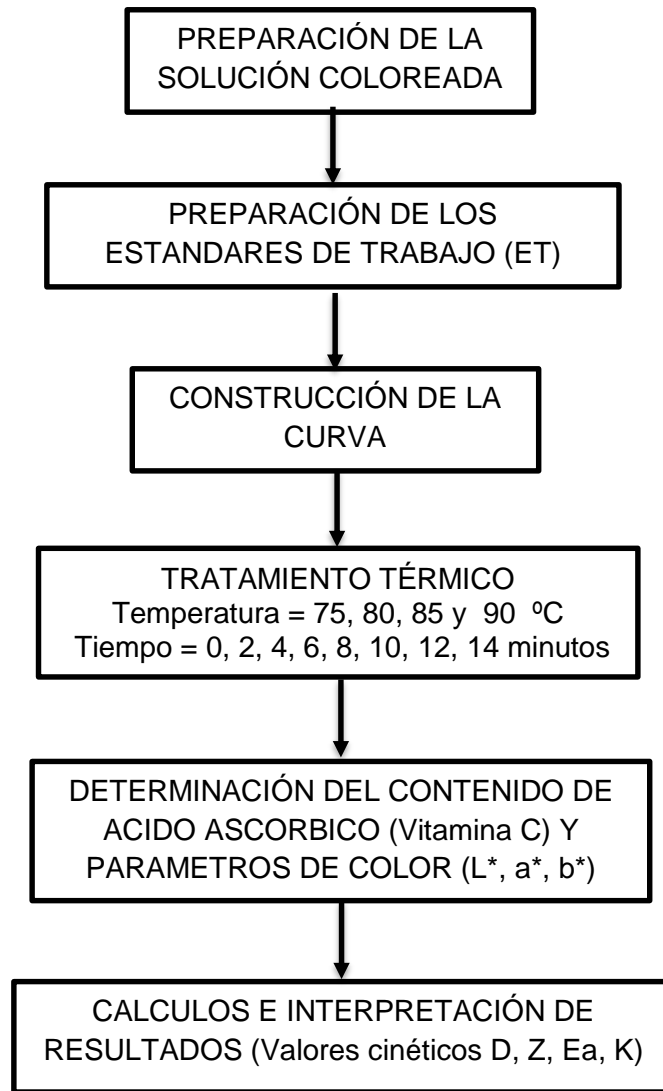 PREPARACIÓN DE LA
SOLUCIÓN COLOREADA
PREPARACIÓN DE LOS
ESTANDARES DE TRABAJO (ET)
CONSTRUCCIÓN DE LA
CURVA
TRATAMIENTO TÉRMICO
Temperatura = 75, 80, 85 y 90 ºC
Tiempo = 0, 2, 4, 6, 8, 10, 12, 14 minutos
DETERMINACIÓN DEL CONTENIDO DE
ACIDO ASCORBICO (Vitamina C) Y
PARAMETROS DE COLOR (L*, a*, b*)
CALCULOS E INTERPRETACIÓN DE
RESULTADOS (Valores cinéticos D, Z, Ea, K)